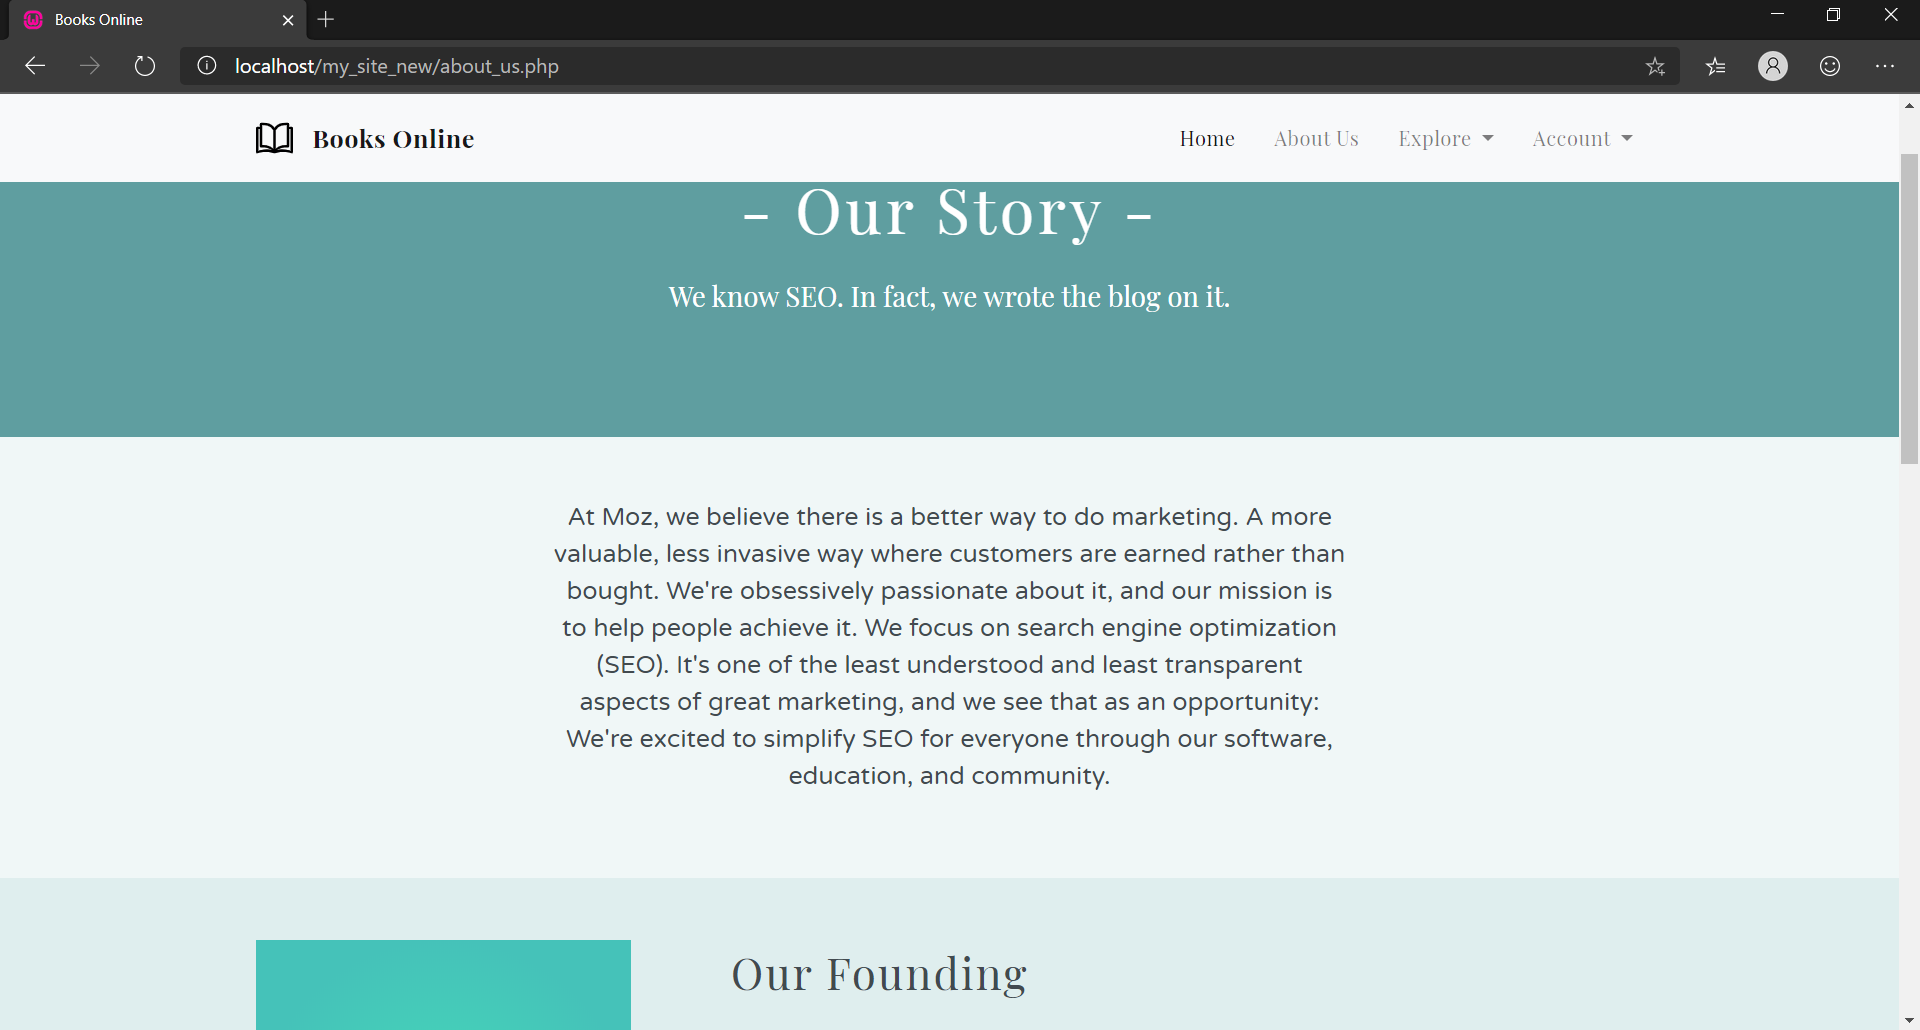 Books Online
localhost/my_site_new/about_us.php
Books Online
Home About Us Explore Account
- Our Story -
We know SEO. In fact, we wrote the blog on it.
At Moz, we believe there is a better way to do marketing. A more
valuable, less invasive way where customers are earned rather than
bought. We're obsessively passionate about it, and our mission is
to help people achieve it. We focus on search engine optimization
(SEO). It's one of the least understood and least transparent
aspects of great marketing, and we see that as an opportunity:
We're excited to simplify SEO for everyone through our software,
education, and community.
Our Founding